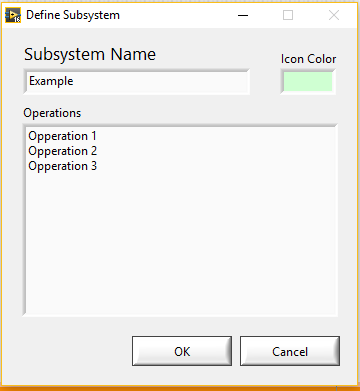 Define Subsystem
Subsystem Name
Icon Color
Example
Operations
Opperation 1
Opperation 2
Opperation 3
OK
Cancel